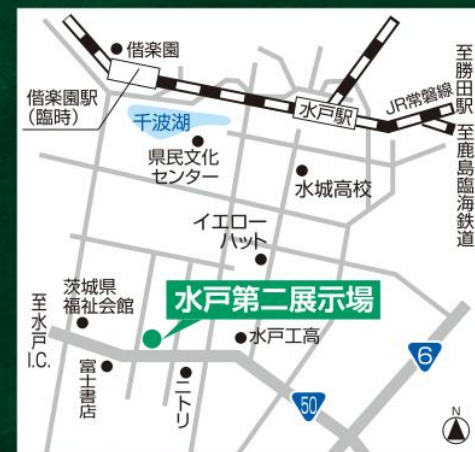 偕楽園
偕楽園駅
（臨時）
水戸駅
JR常磐線
至勝田駅
至鹿島臨海鉄道
千波湖
県民文化
センター
水城高校
イエロー
ハット
茨城県
福祉会館
水戸第二展示場
至水戸
I.C.
富士書店
ニトリ
水戸工高
6
50
N